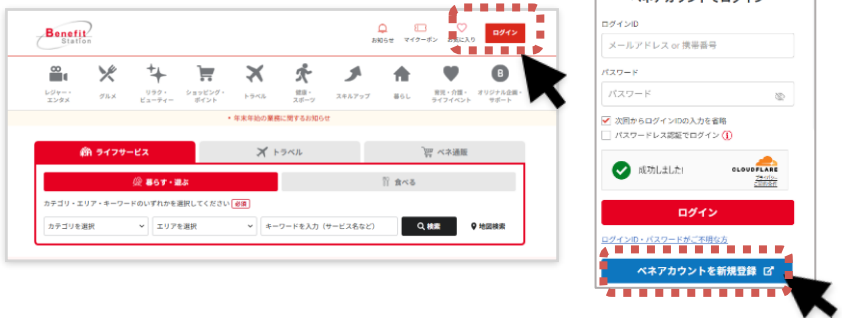 Benefit
Station
お知らせ マイクーポン お気に入り
ログイン
レジャー・
エンタメ
グルメ
リラク・
ビューティー
ショッピング・
ポイント
トラベル
健康・
スポーツ
スキルアップ
暮らし
育児・介護・
ライフイベント
オリジナル企画・
サポート
・年末年始の業務に関するお知らせ
ライフサービス
トラベル
ベネ通販
暮らす・遊ぶ
食べる
カテゴリ・エリア・キーワードのいずれかを選択してください 必須
カテゴリを選択
エリアを選択
キーワードを入力（サービス名など）
検索
地図検索
ベネアカウントでログイン
ログインID
メールアドレス or 携帯番号
パスワード
パスワード
次回からログインIDの入力を省略
パスワードレス認証でログイン
成功しました!
CLOUDFLARE
ログイン
ログインID・パスワードがご不明な方
ベネアカウントを新規登録